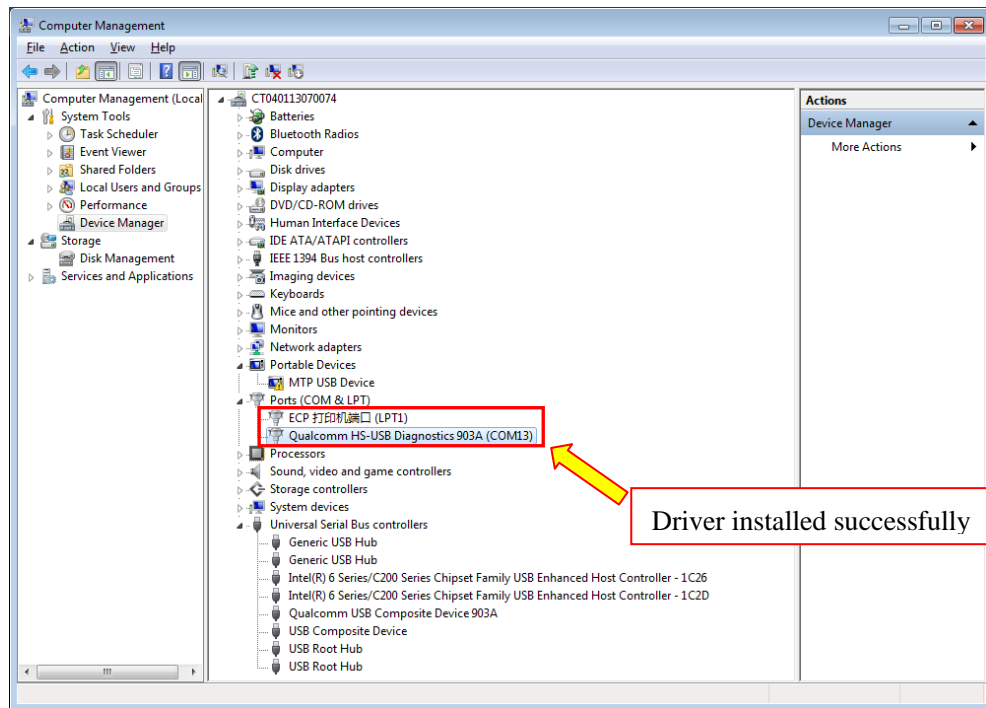 Computer Management
File Action View Help
Computer Management (Local
System Tools
Task Scheduler
Event Viewer
Shared Folders
Local Users and Groups
Performance
Device Manager
Storage
Disk Management
Services and Applications
CT040113070074
Batteries
Bluetooth Radios
Computer
Disk drives
Display adapters
DVD/CD-ROM drives
Human Interface Devices
IDE ATA/ATAPI controllers
IEEE 1394 Bus host controllers
Imaging devices
Keyboards
Mice and other pointing devices
Monitors
Network adapters
Portable Devices
MTP USB Device
Ports (COM & LPT)
ECP 打印机端口 (LPT1)
Qualcomm HS-USB Diagnostics 903A (COM13)
Processors
Sound, video and game controllers
Storage controllers
System devices
Universal Serial Bus controllers
Generic USB Hub
Generic USB Hub
Intel(R) 6 Series/C200 Series Chipset Family USB Enhanced Host Controller - 1C26
Intel(R) 6 Series/C200 Series Chipset Family USB Enhanced Host Controller - 1C2D
Qualcomm USB Composite Device 903A
USB Composite Device
USB Root Hub
USB Root Hub
Actions
Device Manager
More Actions
Driver installed successfully